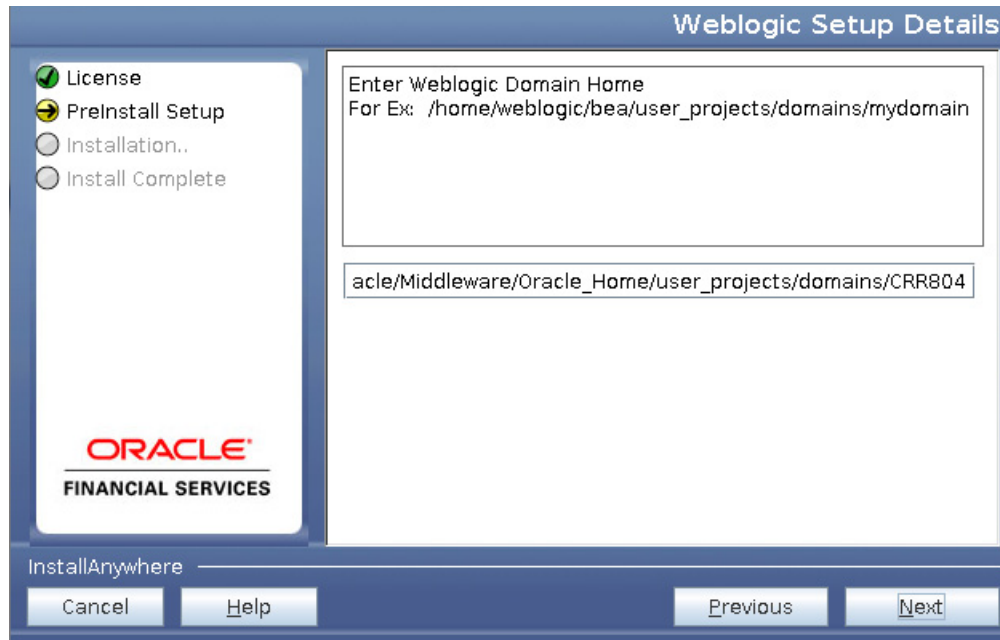 Weblogic Setup Details
License
PreInstall Setup
Installation..
Install Complete
Enter Weblogic Domain Home
For Ex: /home/weblogic/bea/user_projects/domains/mydomain
acle/Middleware/Oracle_Home/user_projects/domains/CRR804
ORACLE
FINANCIAL SERVICES
InstallAnywhere
Cancel
Help
Previous
Next